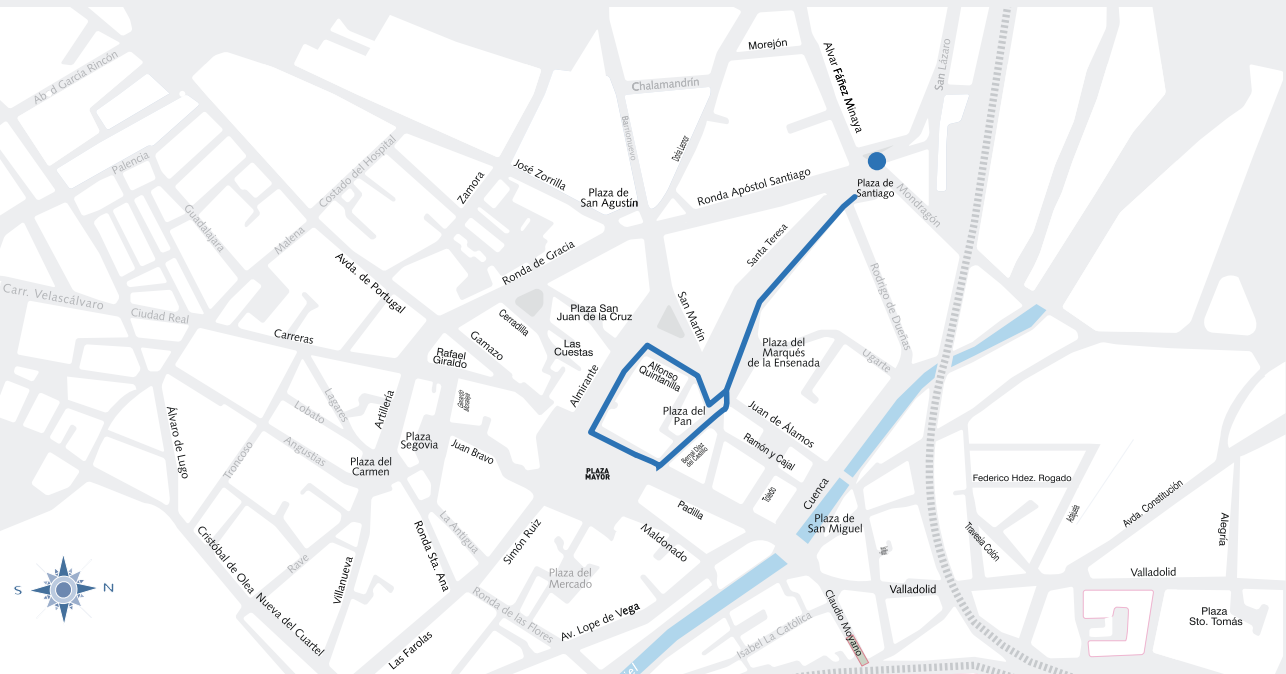 Morejón
Alvar Fáñez Minaya
San Lázaro
Ab. d García Rincón
Chalamandrín
Barrionuevo
Palencia
Costado del Hospital
Zamora
José Zorrilla
Plaza de
San Agustín
Ronda Apóstol Santiago
Plaza de
Santiago
Mondragón
Guadalajara
Malena
Santa Teresa
Ronda de Gracia
Avda. de Portugal
Rodrigo de Dueñas
Carr. Velascálvaro
Ciudad Real
Carreras
Cerradilla
Gamazo
Plaza San
Juan de la Cruz
San Martín
Las
Cuestas
Rafael
Giraldo
Almirante
Alfonso
Quintanilla
Plaza del
Marqués
de la Ensenada
Ugarte
Lagares
Lobato
Artillería
Plaza del
Pan
Juan de Álamos
Álvaro de Lugo
Troncoso
Angustias
Plaza
Segovia
Juan Bravo
Plaza del
Carmen
Bernal Díaz
del Castillo
Ramón y Cajal
PLAZA
MAYOR
Toledo
Cuenca
Federico Hdez. Rogado
Padilla
Plaza de
San Miguel
Avda. Constitución
Alegría
Travesía Colón
Maldonado
Simón Ruiz
La Antigua
Ronda Sta. Ana
Cristóbal de Olea
Rave
Villanueva
Plaza del
Mercado
Valladolid
Valladolid
S
N
Nueva del Cuartel
Ronda de las Flores
Av. Lope de Vega
Claudio Moyano
Plaza
Sto. Tomás
Isabel La Católica
Las Farolas